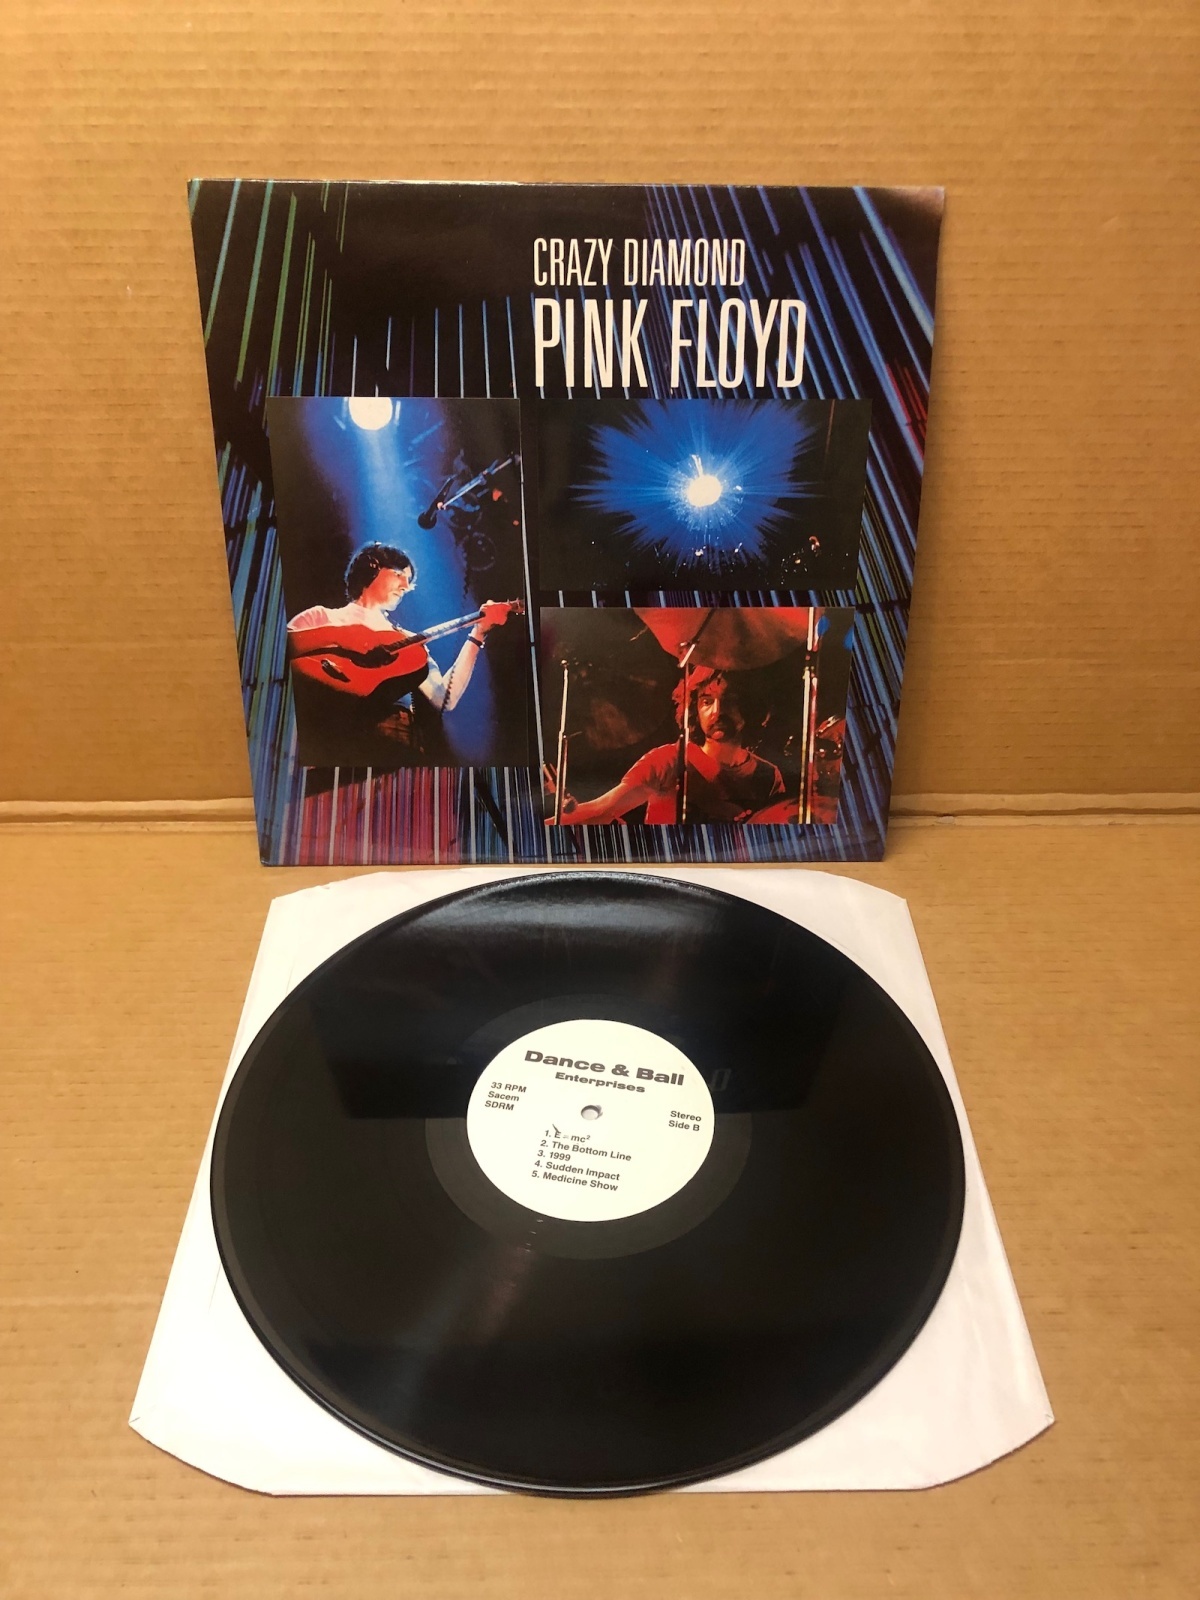 CRAZY DIAMOND
PINK FLOYD
Dance & Ball
Enterprises
33 RPM
Sacem
SDRM
Stereo
Side B
1. E=mc²
2. The Bottom Line
3. 1999
4. Sudden Impact
5. Medicine Show